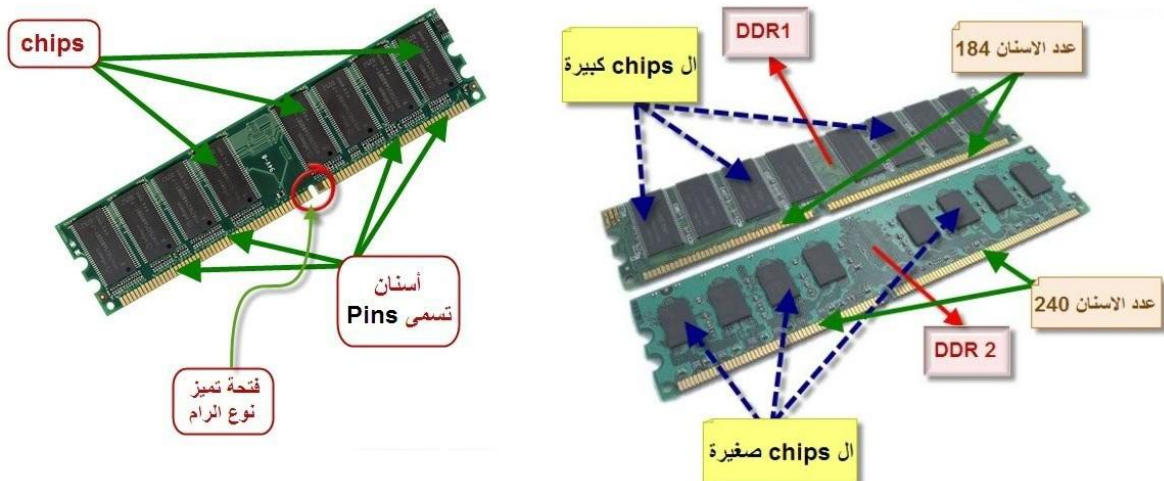 chips
أسنان
تسمى Pins
فتحة تميز
نوع الرام
DDR1
ال chips كبيرة
عدد الاسنان 184
عدد الاسنان 240
DDR 2
ال chips صغيرة